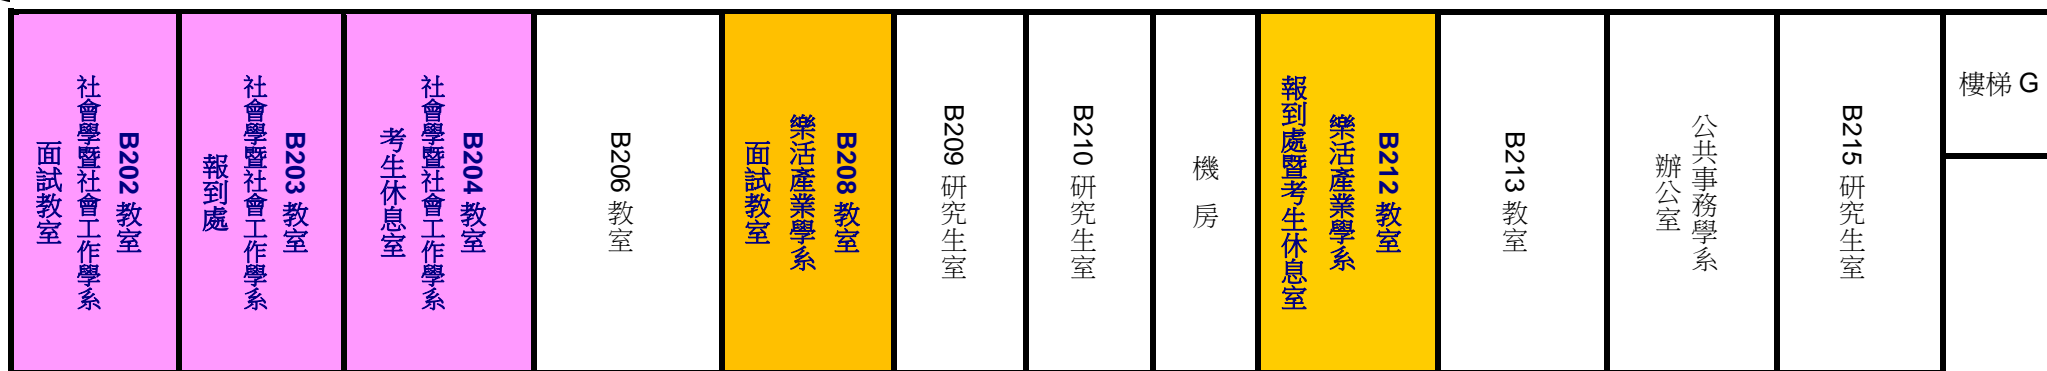 B202 教室
社會學暨社會工作學系
面試教室
B203 教室
社會學暨社會工作學系
報到處
B204 教室
社會學暨社會工作學系
考生休息室
B206 教室
B208 教室
樂活產業學系
面試教室
B209 研究生室
B210 研究生室
機房
B212 教室
樂活產業學系
報到處暨考生休息室
B213 教室
公共事務學系
辦公室
B215 研究生室
樓梯 G